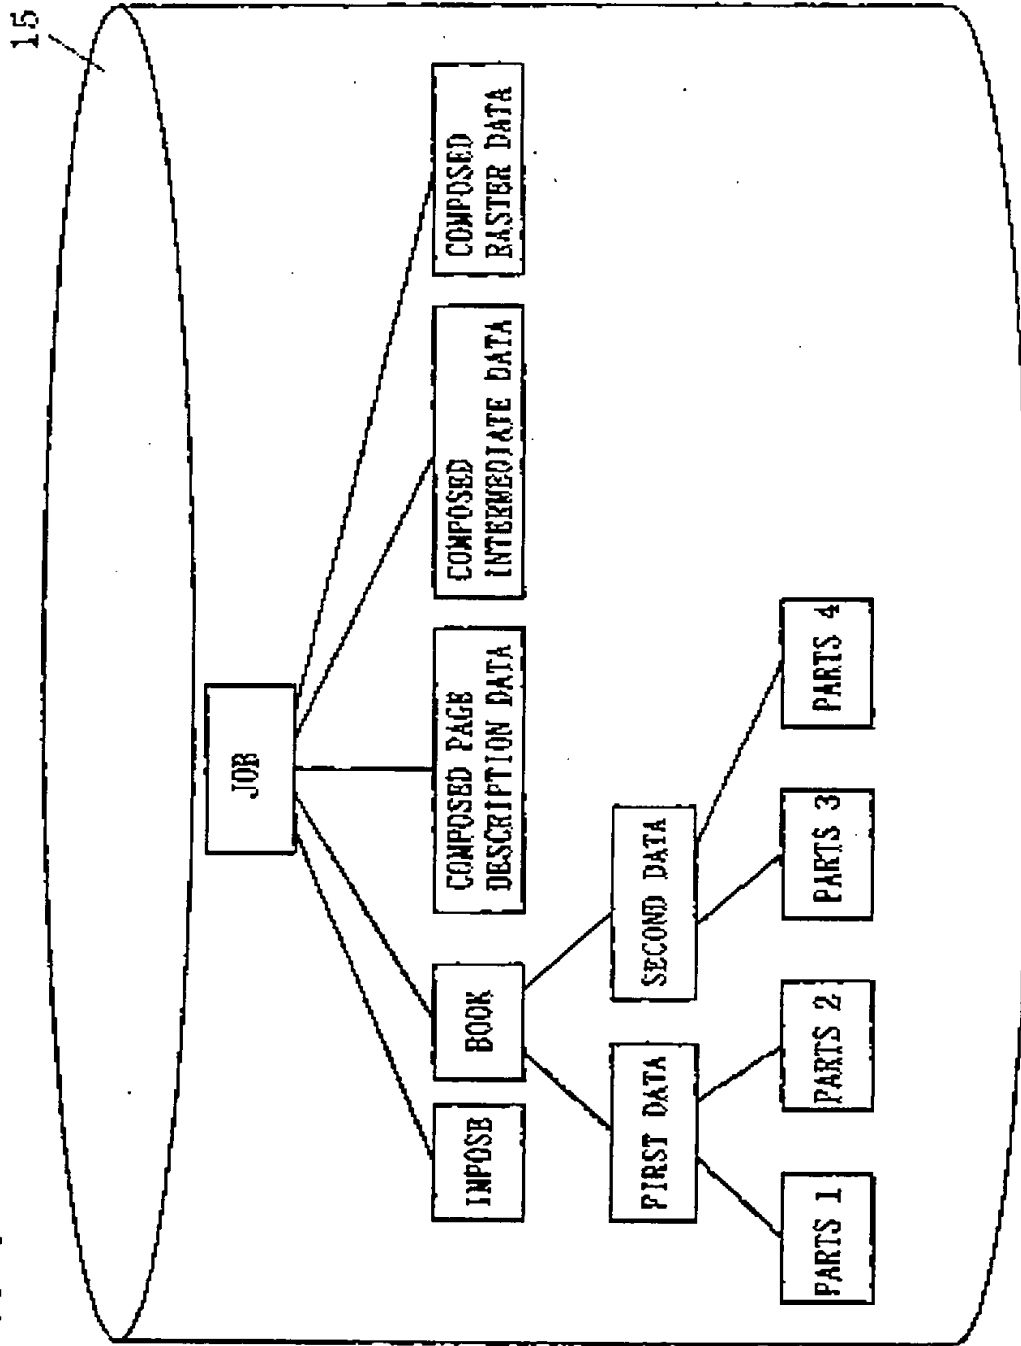 15
JOB
IMPOSE
BOOK
COMPOSED PAGE
DESCRIPTION DATA
COMPOSED
INTERMEDIATE DATA
COMPOSED
RASTER DATA
FIRST DATA
SECOND DATA
PARTS 1
PARTS 2
PARTS 3
PARTS 4